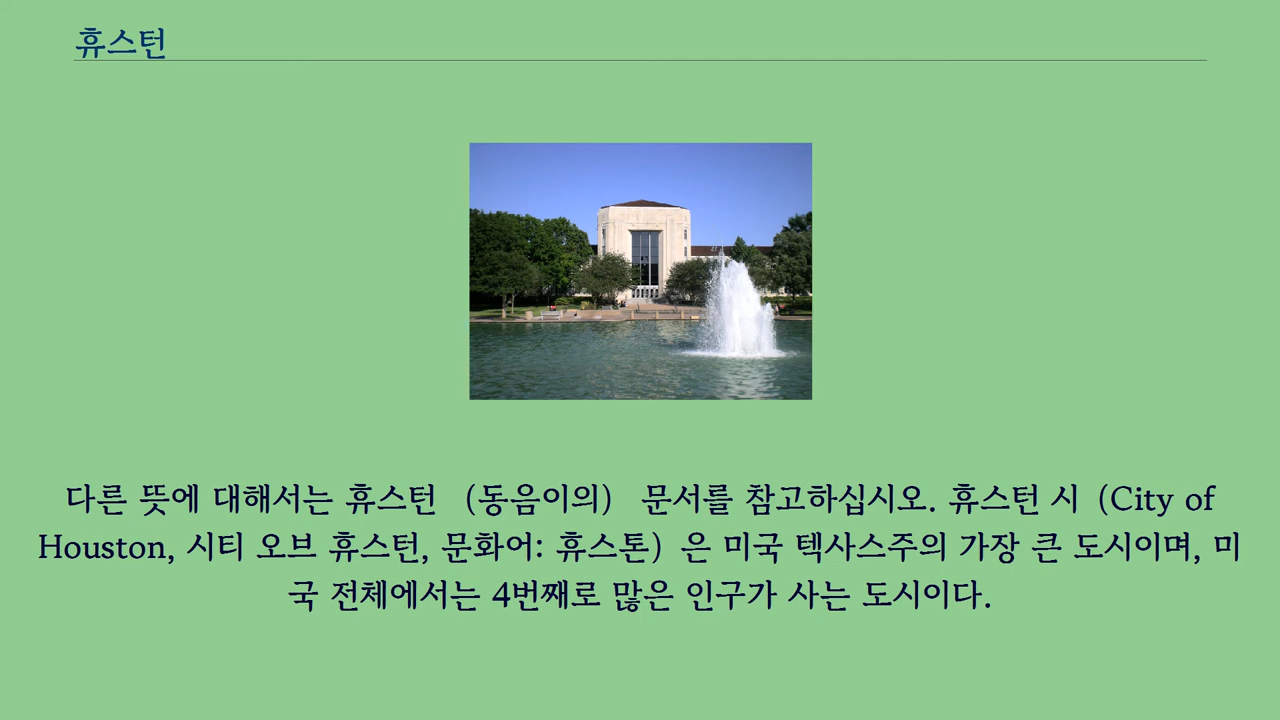 휴스턴
다른 뜻에 대해서는 휴스턴 (동음이의) 문서를 참고하십시오. 휴스턴 시 (City of
Houston, 시티 오브 휴스턴, 문화어: 휴스톤) 은 미국 텍사스주의 가장 큰 도시이며, 미
국 전체에서는 4번째로 많은 인구가 사는 도시이다.